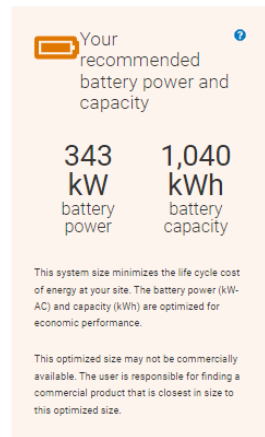 Your
recommended
battery power and
capacity
343 1,040
kW kWh
battery battery
power capacity
This system size minimizes the life cycle cost
of energy at your site. The battery power (kW-
AC) and capacity (kWh) are optimized for
economic performance.
This optimized size may not be commercially
available. The user is responsible for finding a
commercial product that is closest in size to
this optimized size.